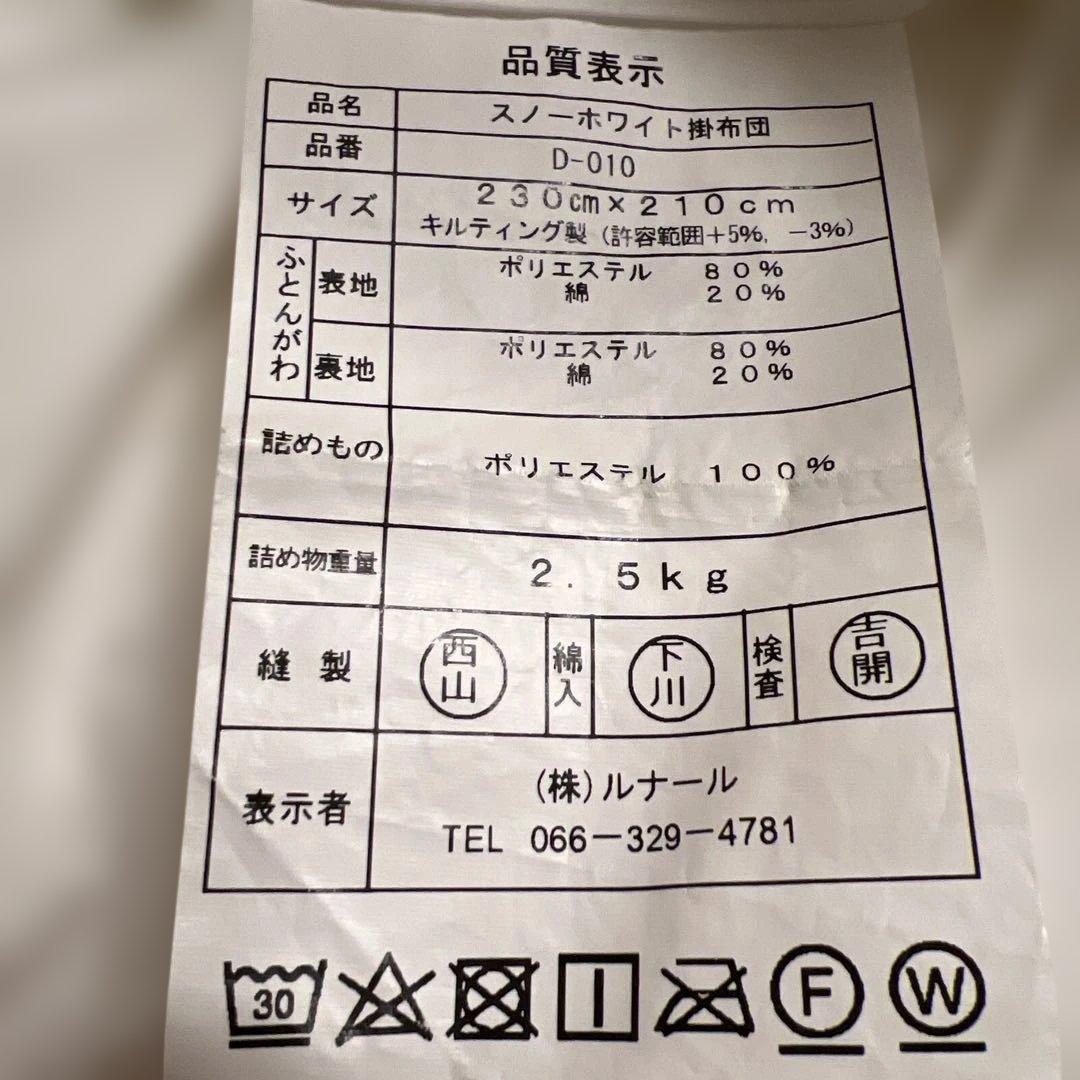 品質表示
品名 スノーホワイト掛布団
品番 D-010
サイズ 230cm×210cm
キルティング製(許容範囲+5%, -3%)
ふとんがわ 表地 ポリエステル 80%
綿 20%
裏地 ポリエステル 80%
綿 20%
詰めもの ポリエステル 100%
詰め物重量 2.5kg
縫製 西山 綿入 下川 検査 吉開
表示者 (株)ルナール
TEL 066-329-4781
30 F W